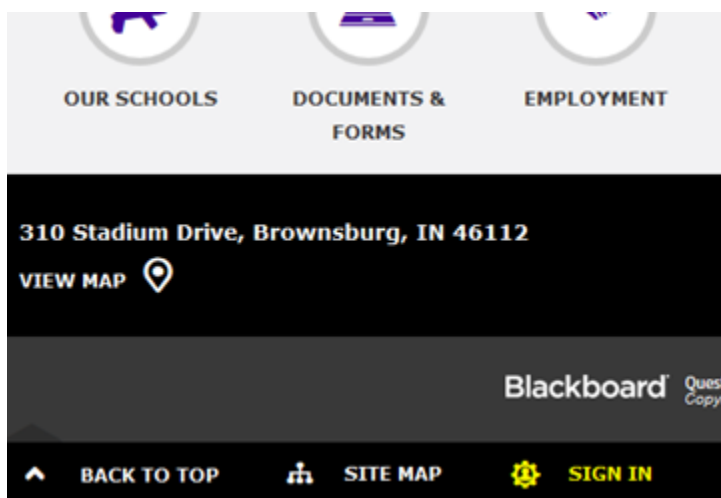 OUR SCHOOLS
DOCUMENTS &
FORMS
EMPLOYMENT
310 Stadium Drive, Brownsburg, IN 46112
VIEW MAP
Blackboard
BACK TO TOP
SITE MAP
SIGN IN